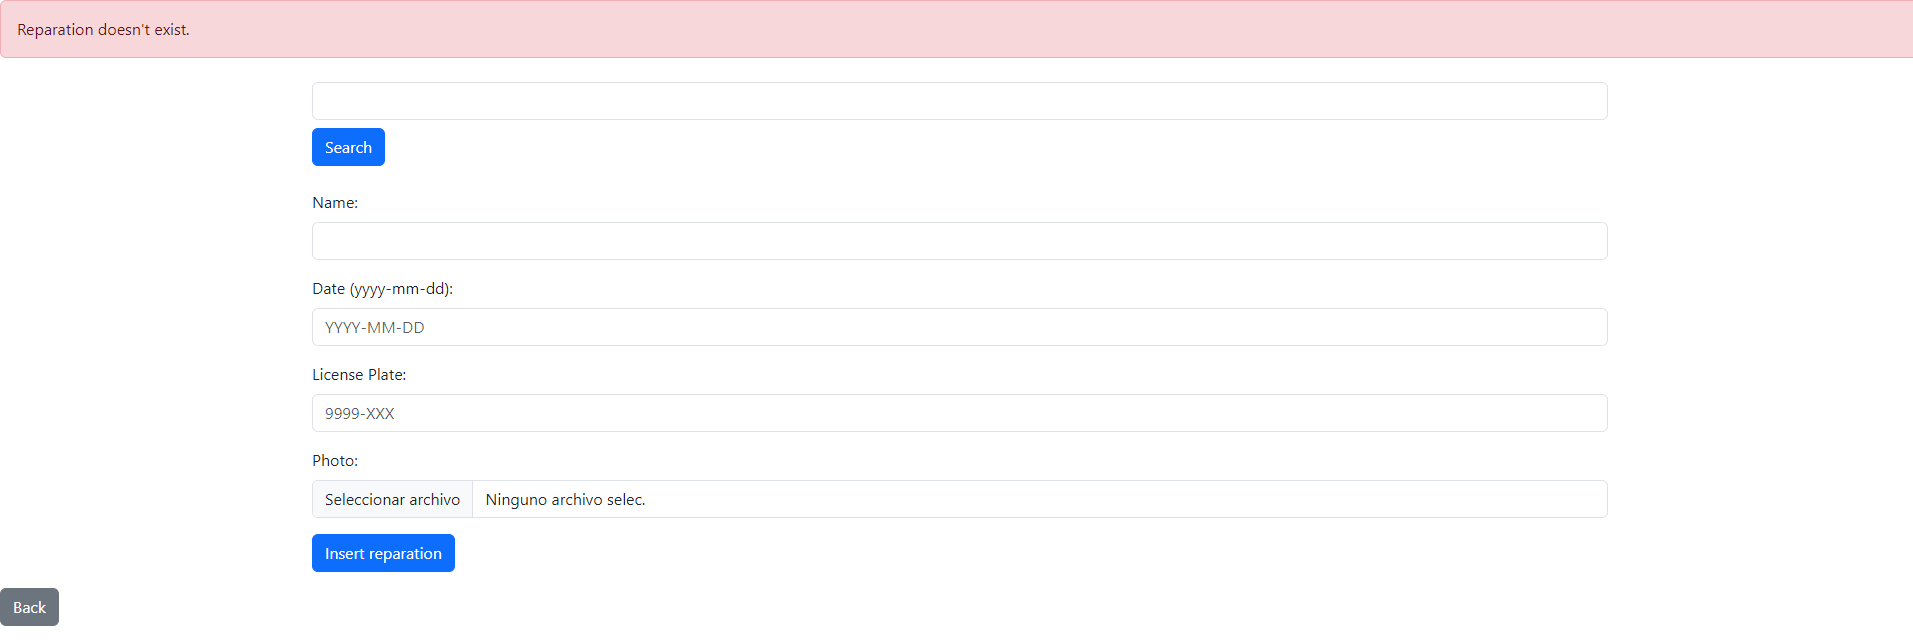 Reparation doesn't exist.
Search
Name:
Date (yyyy-mm-dd):
YYYY-MM-DD
License Plate:
9999-XXX
Photo:
Seleccionar archivo Ninguno archivo selec.
Insert reparation
Back